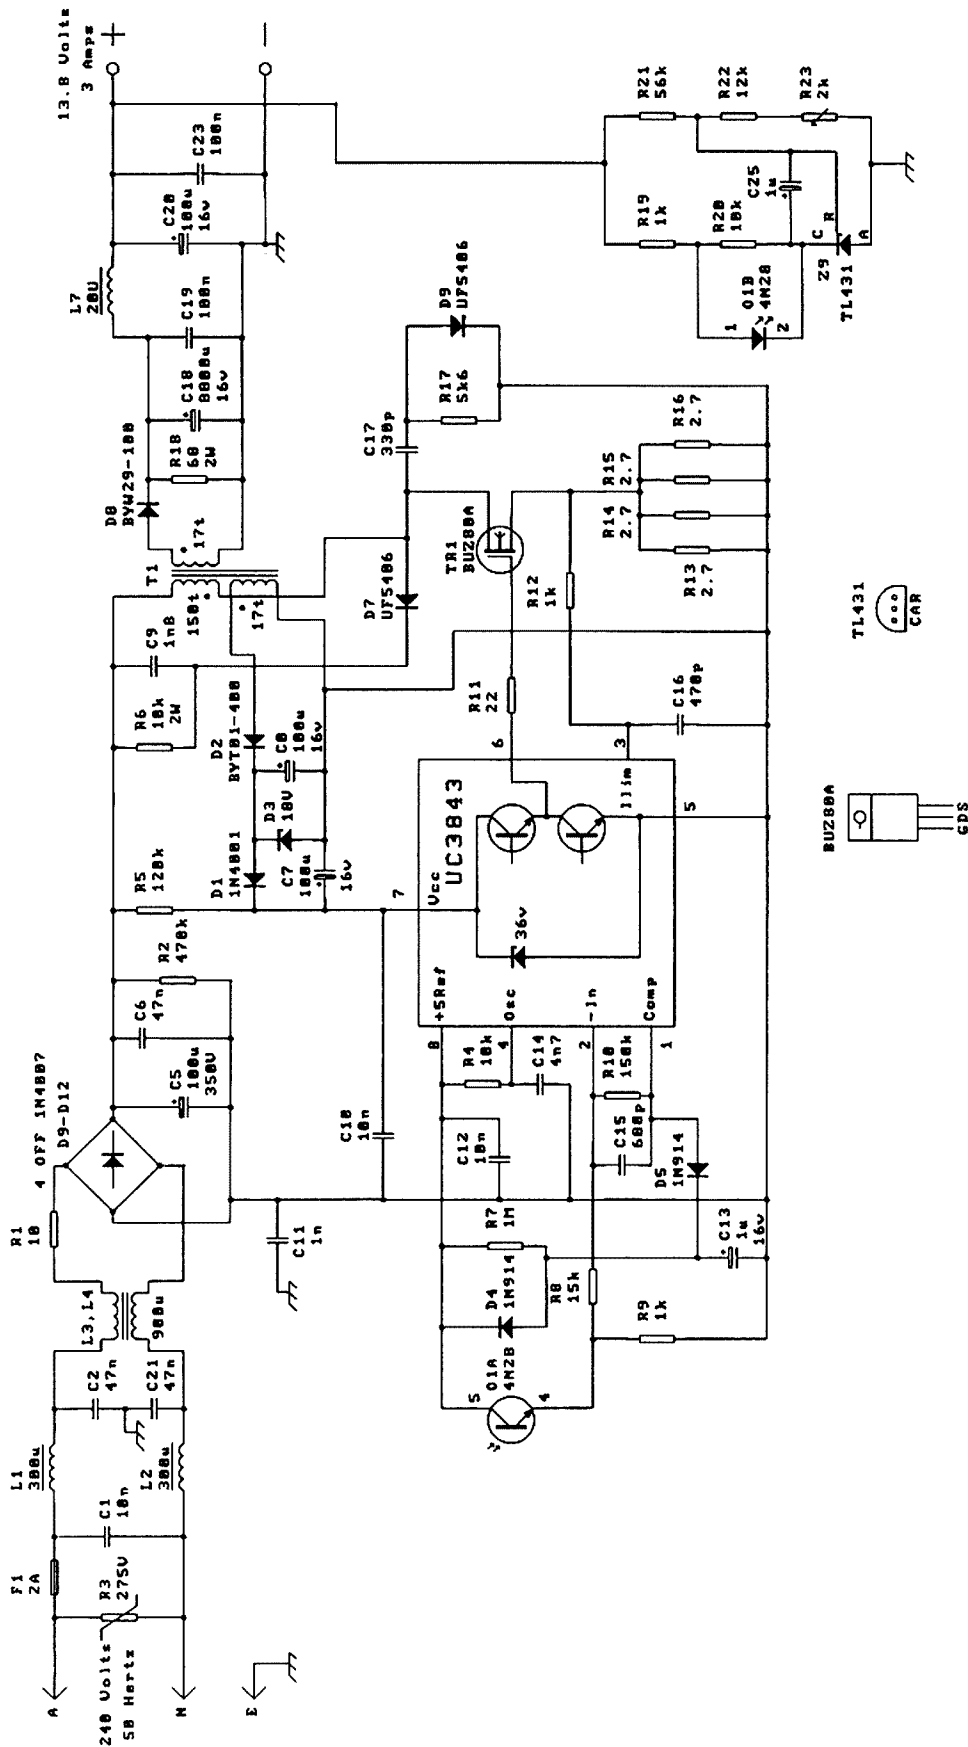 240 Volts
50 Hertz
A
N
E
F1
2A
R3
275V
C1
10n
L1
300u
L2
300u
C2
47n
C21
47n
L3,L4
900u
R1
10
4 OFF 1N4007
D9-D12
C11
1n
C5
100u
350V
C6
47n
R2
470k
R5
120k
D1
1N4001
C7
100u
16v
D3
18V
C8
100u
16v
D2
BYT01-400
R6
10k
2W
C9
1n8
T1
150t
17t
17t
D8
BYW29-100
R18
68
2W
C18
8000u
16v
C19
100n
L7
20U
C20
100u
16v
C23
100n
13.8 Volts
3 Amps
+
-
C10
10n
D7
UF5406
C17
330p
R17
5k6
D9
UF5406
TR1
BUZ80A
R11
22
R12
1k
R13
2.7
R14
2.7
R15
2.7
R16
2.7
C16
470p
UC3843
Vcc
7
6
3
Ilim
5
36v
+5Ref
8
Osc
4
-In
2
Comp
1
R4
10k
C14
4n7
C12
10n
R10
150k
C15
680p
D5
1N914
R7
1M
D4
1N914
R8
15k
C13
1u
16v
R9
1k
O1A
4N28
5
4
R19
1k
R20
10k
O1B
4N28
1
2
R21
56k
R22
12k
R23
2k
C25
1u
C
R
A
Z9
TL431
TL431
CAR
BUZ80A
GDS